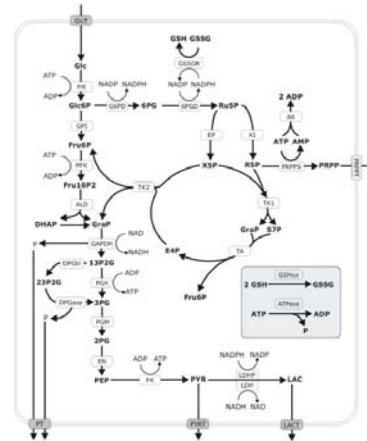 GLUT
GSH GSSG
GSSGR
Glc
ATP
ADP
HK
NADP NADPH
NADP NADPH
2 ADP
Glc6P
G6PD
6PG
6PGD
Ru5P
AK
GPI
EP
KI
ATP AMP
Fru6P
ATP
ADP
PFK
X5P
R5P
PRPPS
PRPP
Fru16P2
TK2
TK1
ALD
DHAP
GraP
GraP S7P
P
GAPDH
NAD
NADH
E4P
TA
13P2G
23P2G
PGK
ADP
ATP
Fru6P
GSHox
2 GSH
GSSG
DPGase
3PG
P
ATPase
ATP
ADP
P
PGM
2PG
EN
ADP ATP
NADPH NADP
PEP
PK
PYR
LDHP
LDH
LAC
NADH NAD
PT
PYRT
LACT